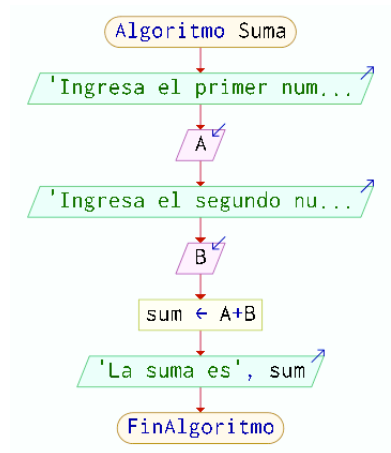 Algoritmo Suma
'Ingresa el primer num...
A
'Ingresa el segundo nu...
B
sum ← A+B
'La suma es', sum
FinAlgoritmo